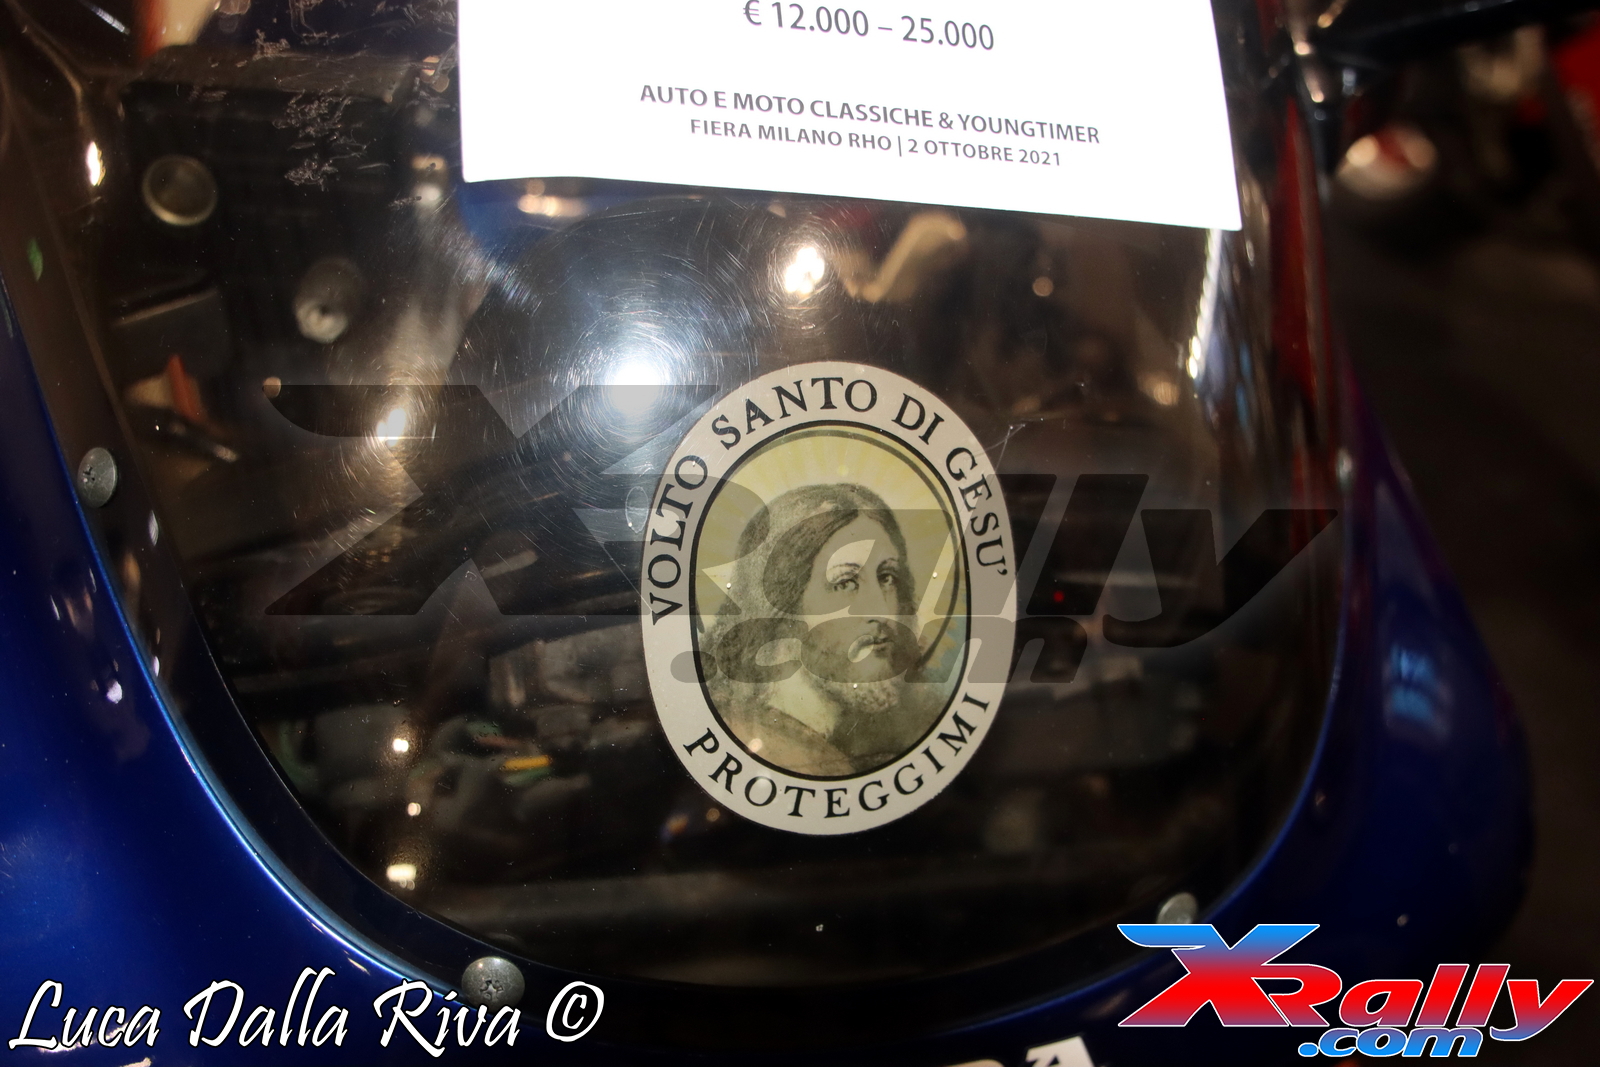 € 12.000 – 25.000
AUTO E MOTO CLASSICHE & YOUNGTIMER
FIERA MILANO RHO | 2 OTTOBRE 2021
VOLTO SANTO DI GESU'
PROTEGGIMI
XRally
.com
Luca Dalla Riva ©
XRally
.com